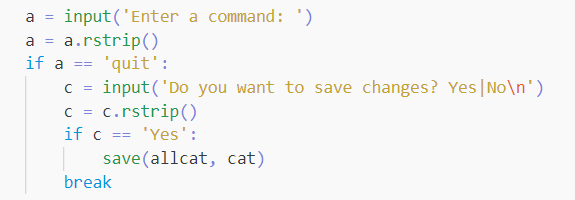 a = input('Enter a command: ')
a = a.rstrip()
if a == 'quit':
    c = input('Do you want to save changes? Yes|No\n')
    c = c.rstrip()
    if c == 'Yes':
        save(allcat, cat)
    break